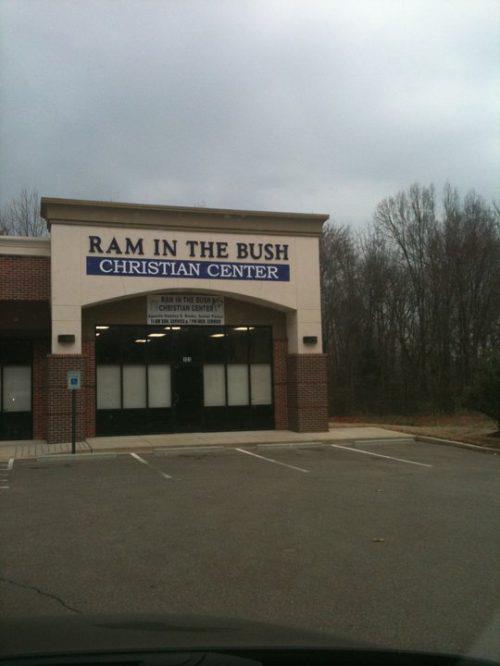 RAM IN THE BUSH
CHRISTIAN CENTER
RAM IN THE BUSH
CHRISTIAN CENTER